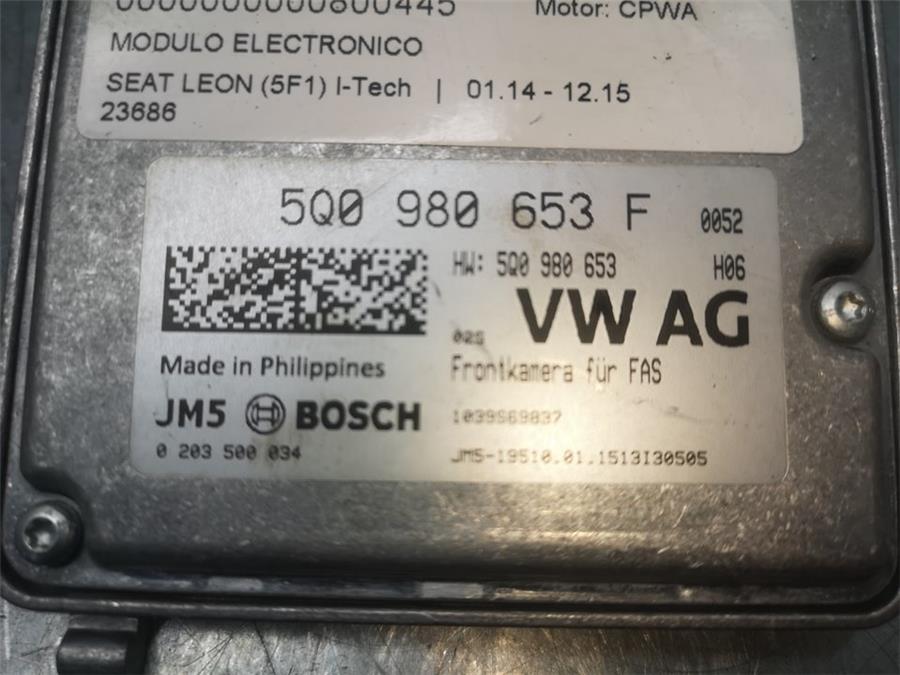 0000000000800445 Motor: CPWA
MODULO ELECTRONICO
SEAT LEON (5F1) I-Tech | 01.14 - 12.15
23686
5Q0 980 653 F 0052
HW: 5Q0 980 653 H06
02S VW AG
Made in Philippines Frontkamera für FAS
JM5 BOSCH 1039S69837
0 203 500 034 JM5-19510.01.1513I30505